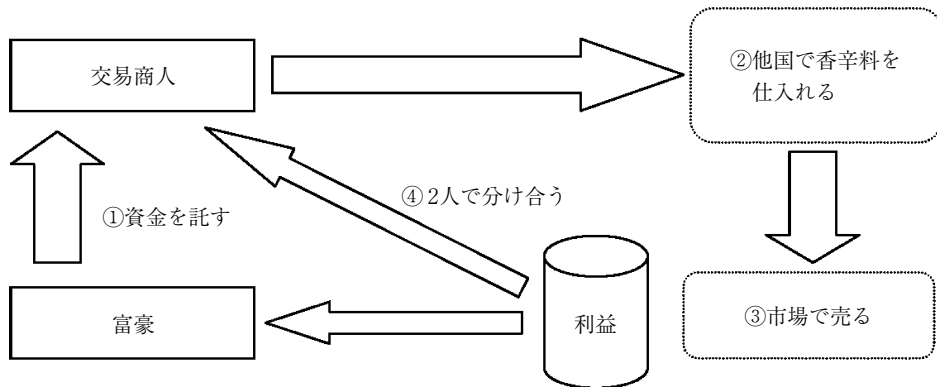 交易商人
②他国で香辛料を
仕入れる
①資金を託す
④2人で分け合う
富豪
利益
③市場で売る